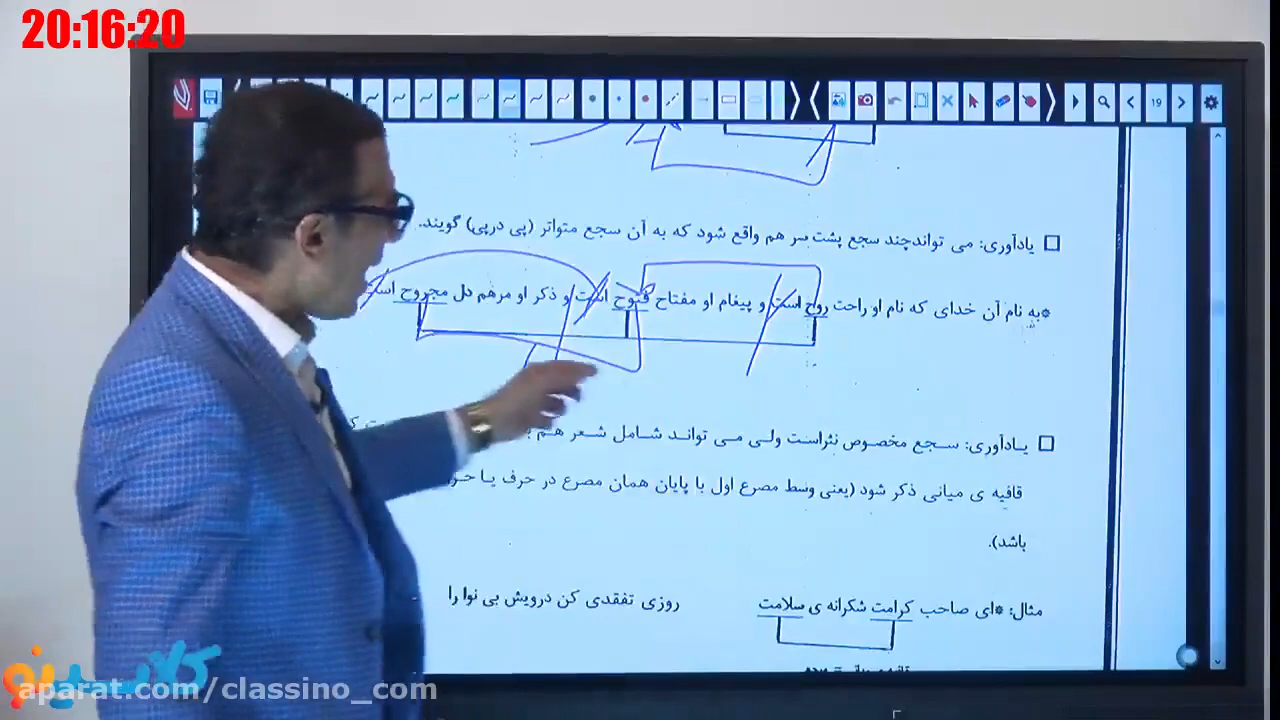 20:16:20
19
یادآوری: می تواندچند سجع پشت سر هم واقع شود که به آن سجع متواتر (پی درپی) گویند.
*به نام آن خدای که نام او راحت روح است و پیغام او مفتاح فتوح است و ذکر او مرهم دل مجروح است
یادآوری: سجع مخصوص نثراست ولی می تواند شامل شعر هم
قافیه ی میانی ذکر شود (یعنی وسط مصرع اول با پایان همان مصرع در حرف یا
باشد).
مثال: *ای صاحب کرامت شکرانه ی سلامت روزی تفقدی کن درویش بی نوا را
کلاسینو
aparat.com/classino_com